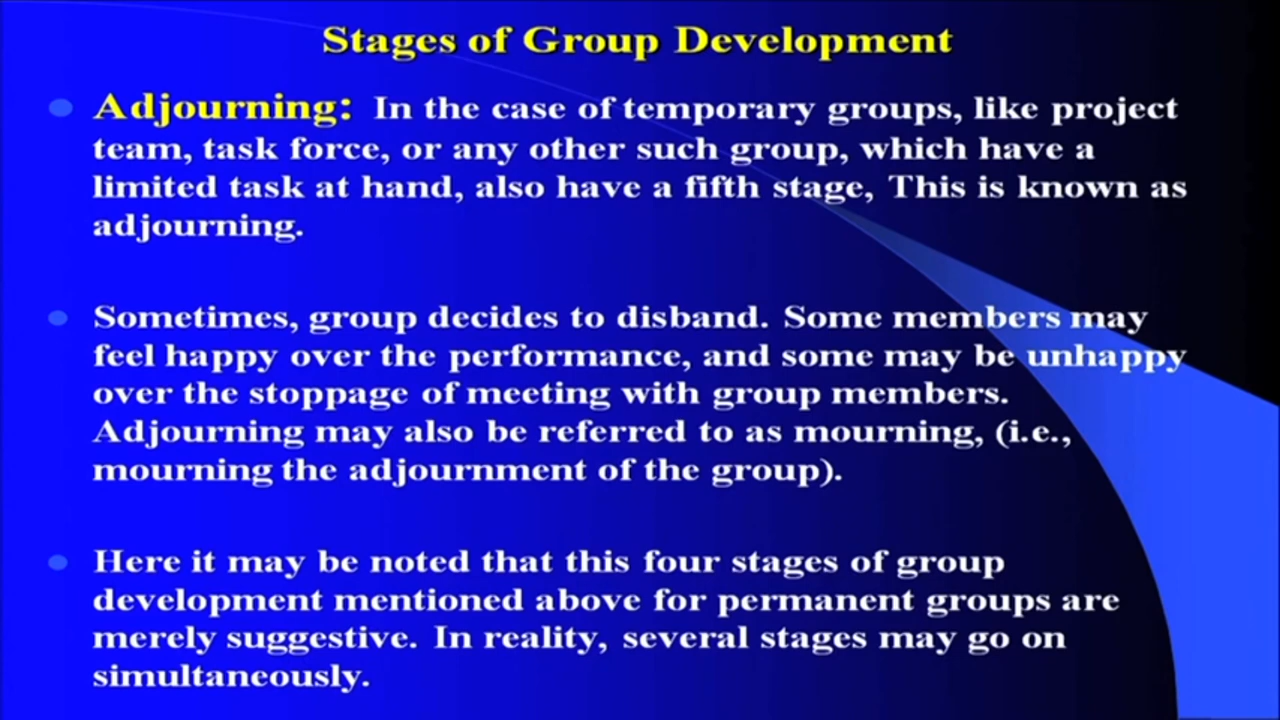 Stages of Group Development
Adjourning: In the case of temporary groups, like project
team, task force, or any other such group, which have a
limited task at hand, also have a fifth stage, This is known as
adjourning.
Sometimes, group decides to disband. Some members may
feel happy over the performance, and some may be unhappy
over the stoppage of meeting with group members.
Adjourning may also be referred to as mourning, (i.e.,
mourning the adjournment of the group).
Here it may be noted that this four stages of group
development mentioned above for permanent groups are
merely suggestive. In reality, several stages may go on
simultaneously.